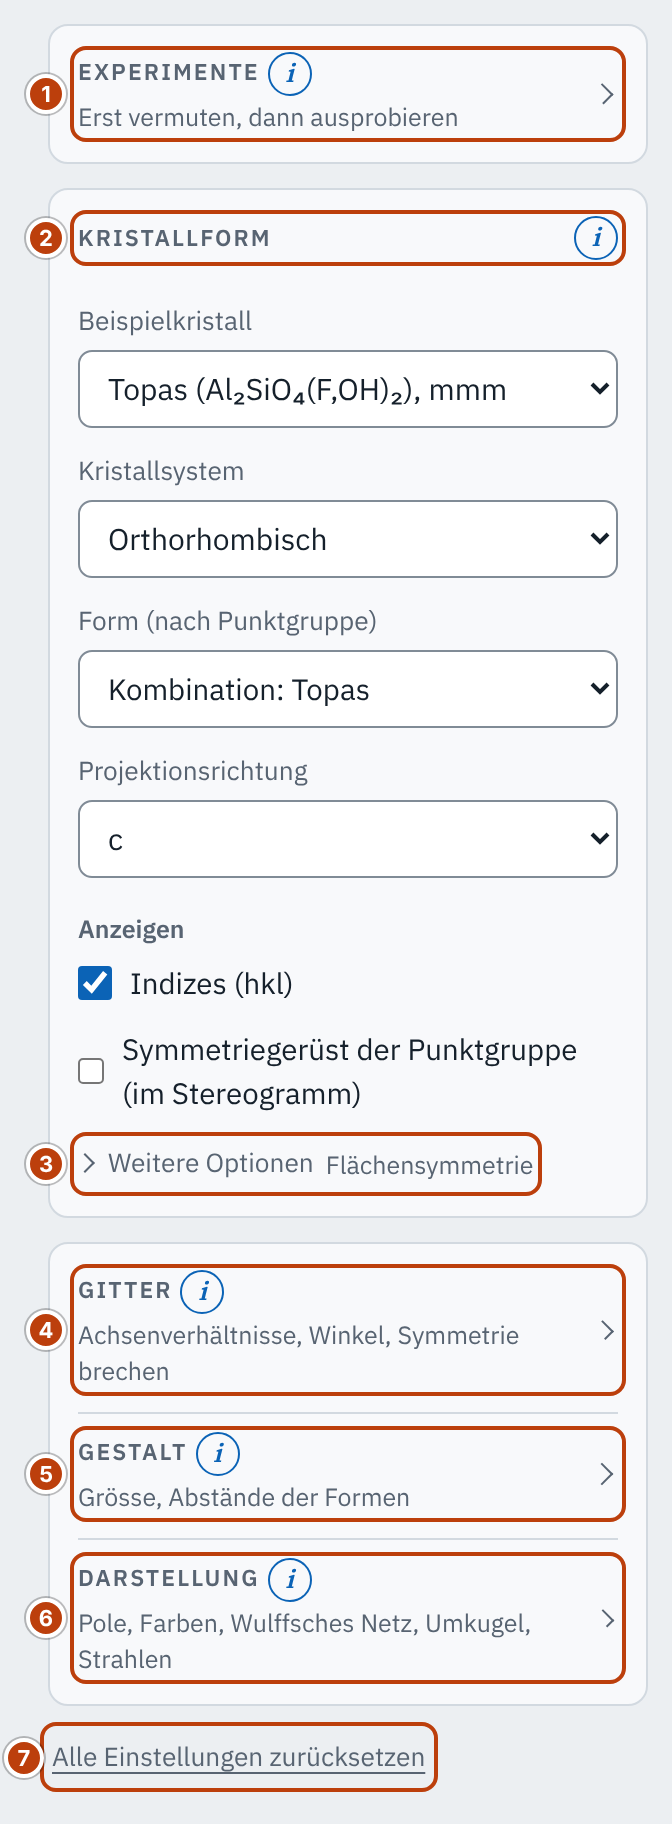 1
EXPERIMENTE i
Erst vermuten, dann ausprobieren
2
KRISTALLFORM i
Beispielkristall
Topas (Al₂SiO₄(F,OH)₂), mmm
Kristallsystem
Orthorhombisch
Form (nach Punktgruppe)
Kombination: Topas
Projektionsrichtung
c
Anzeigen
Indizes (hkl)
Symmetriegerüst der Punktgruppe
(im Stereogramm)
3
Weitere Optionen Flächensymmetrie
4
GITTER i
Achsenverhältnisse, Winkel, Symmetrie
brechen
5
GESTALT i
Grösse, Abstände der Formen
6
DARSTELLUNG i
Pole, Farben, Wulffsches Netz, Umkugel,
Strahlen
7
Alle Einstellungen zurücksetzen